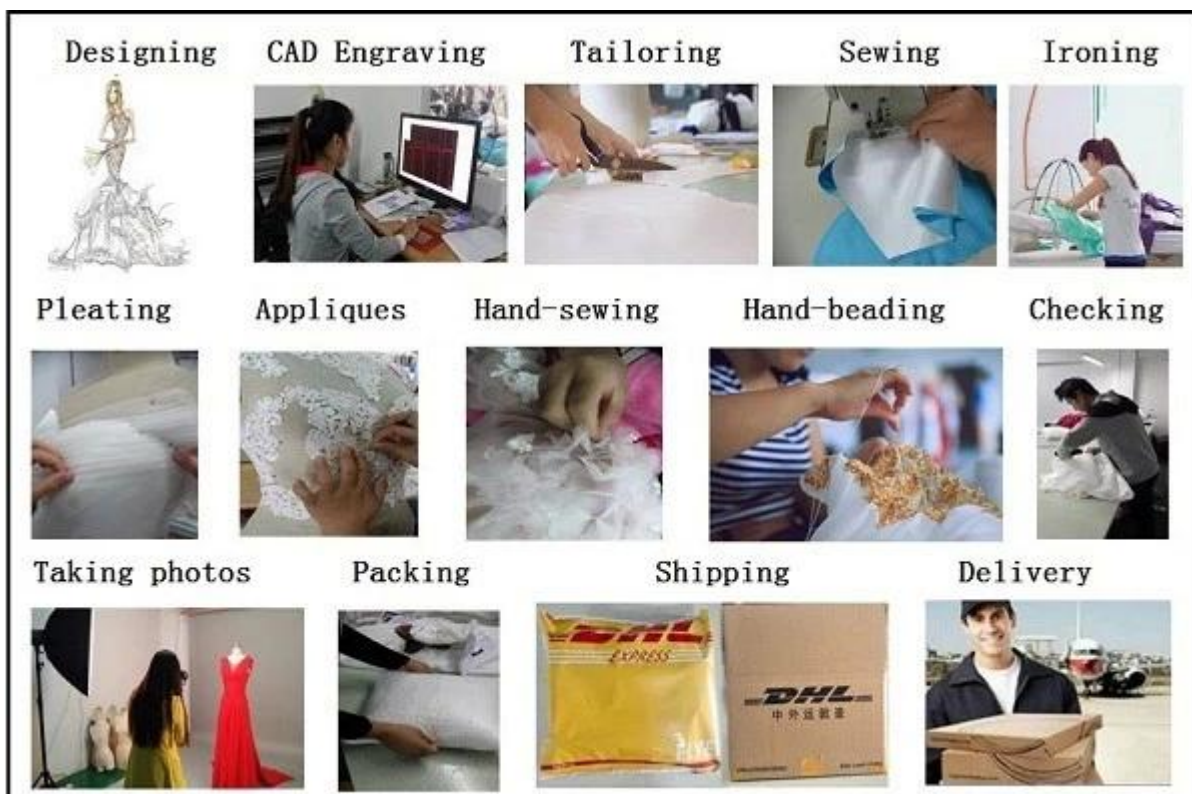 Designing
CAD Engraving
Tailoring
Sewing
Ironing
Pleating
Appliques
Hand-sewing
Hand-beading
Checking
Taking photos
Packing
Shipping
Delivery
DHL
EXPRESS
DHL
中外运敦豪